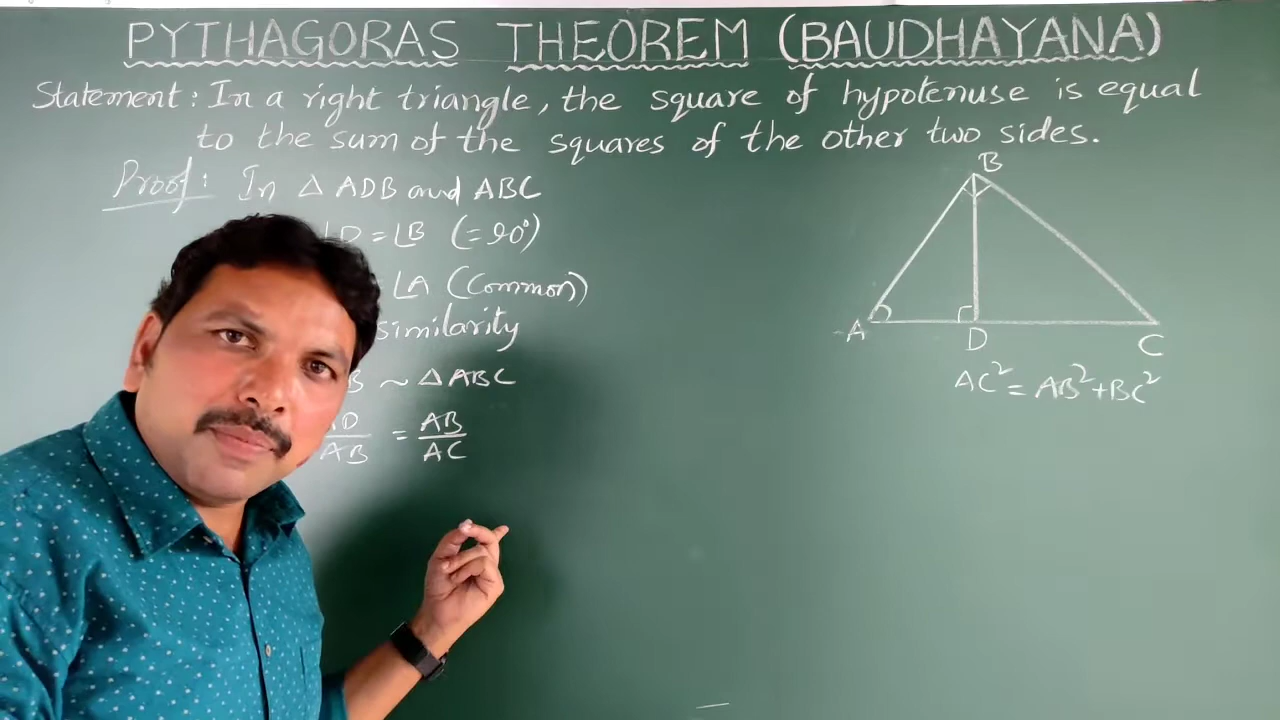 PYTHAGORAS THEOREM (BAUDHAYANA)
Statement: In a right triangle, the square of hypotenuse is equal
to the sum of the squares of the other two sides.
Proof: In △ ADB and ABC
∠D = ∠B (=90°)
∠A (Common)
similarity
B ~ △ABC
AD/AB = AB/AC
B
A
D
C
AC² = AB² + BC²